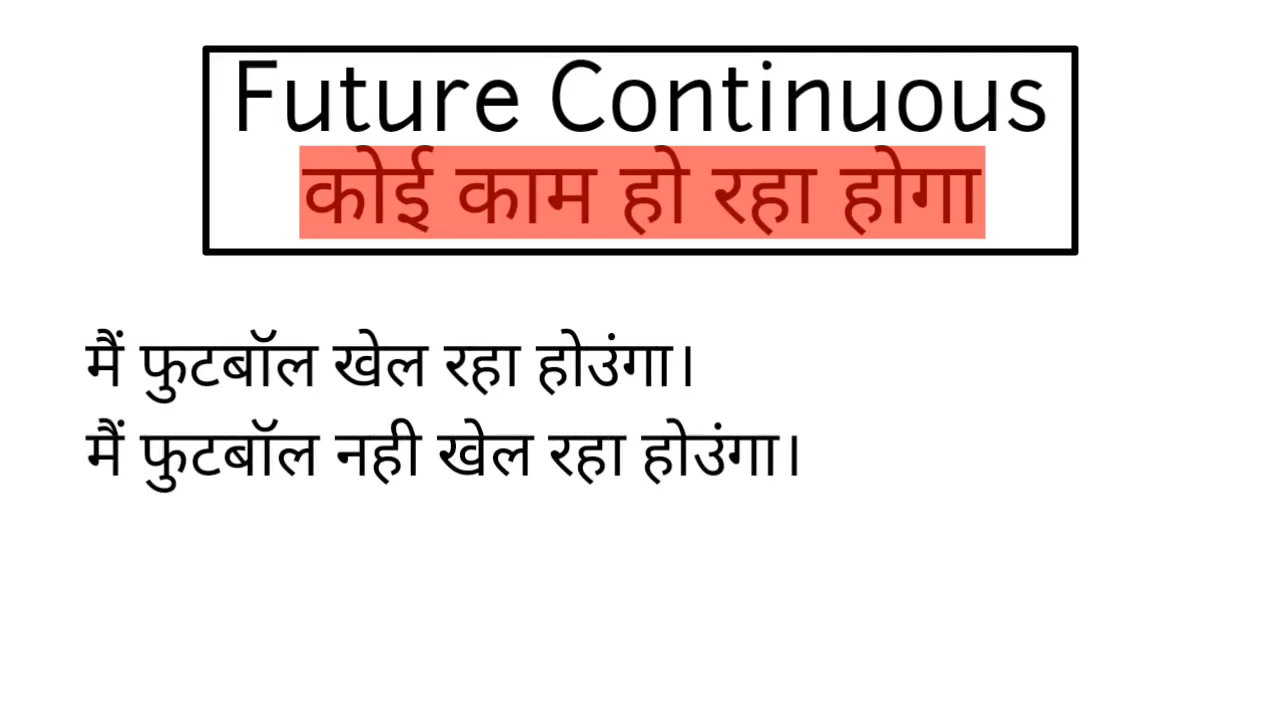 Future Continuous
कोई काम हो रहा होगा
मैं फुटबॉल खेल रहा होउंगा।
मैं फुटबॉल नही खेल रहा होउंगा।